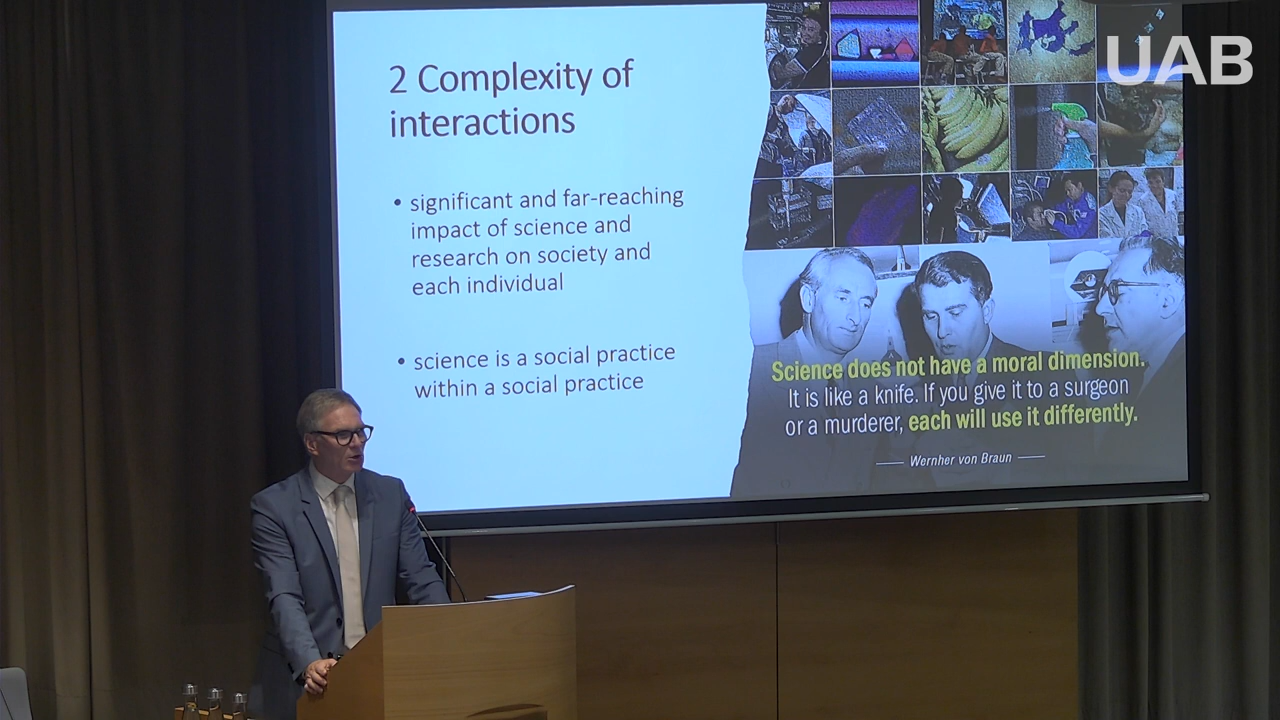 UAB
2 Complexity of
interactions
• significant and far-reaching
impact of science and
research on society and
each individual
• science is a social practice
within a social practice
Science does not have a moral dimension.
It is like a knife. If you give it to a surgeon
or a murderer, each will use it differently.
Wernher von Braun